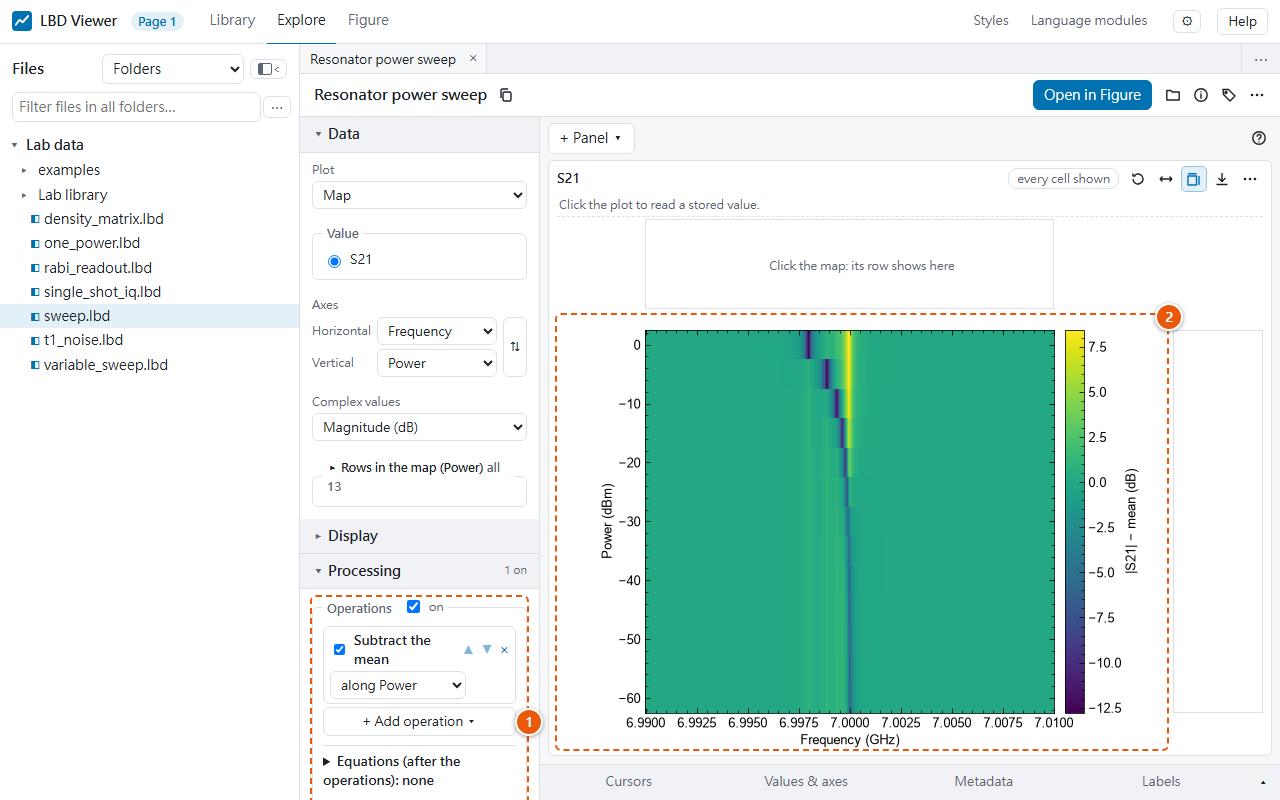 LBD Viewer
Page 1
Library
Explore
Figure
Styles
Language modules
Help
Files
Folders
Filter files in all folders...
Lab data
examples
Lab library
density_matrix.lbd
one_power.lbd
rabi_readout.lbd
single_shot_iq.lbd
sweep.lbd
t1_noise.lbd
variable_sweep.lbd
Resonator power sweep ×
Resonator power sweep
Open in Figure
Data
Plot
Map
Value
S21
Axes
Horizontal Frequency
Vertical Power
Complex values
Magnitude (dB)
Rows in the map (Power) all
13
Display
Processing 1 on
Operations on
Subtract the
mean
along Power
+ Add operation
1
Equations (after the
operations): none
+ Panel
S21
every cell shown
Click the plot to read a stored value.
Click the map: its row shows here
2
0
−10
−20
−30
−40
−50
−60
Power (dBm)
6.9900 6.9925 6.9950 6.9975 7.0000 7.0025 7.0050 7.0075 7.0100
Frequency (GHz)
7.5
5.0
2.5
0.0
−2.5
−5.0
−7.5
−10.0
−12.5
|S21| − mean (dB)
Cursors
Values & axes
Metadata
Labels